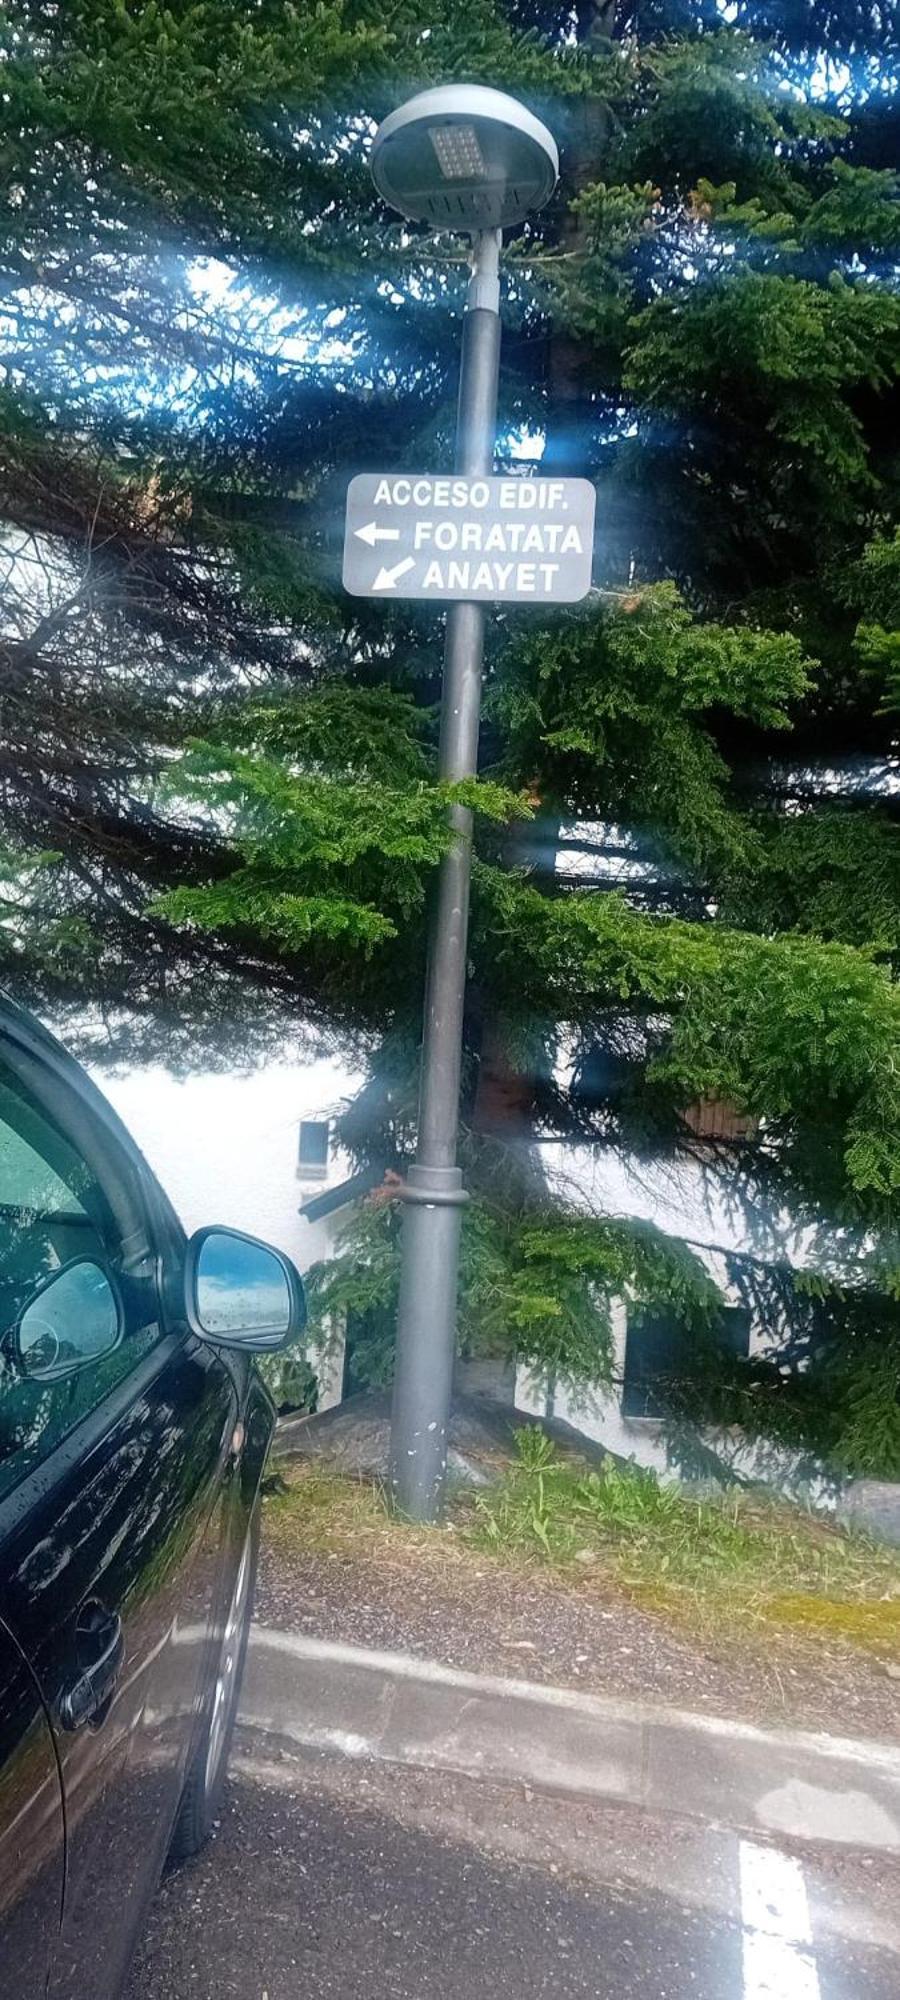 ACCESO EDIF.
← FORATATA
↙ ANAYET